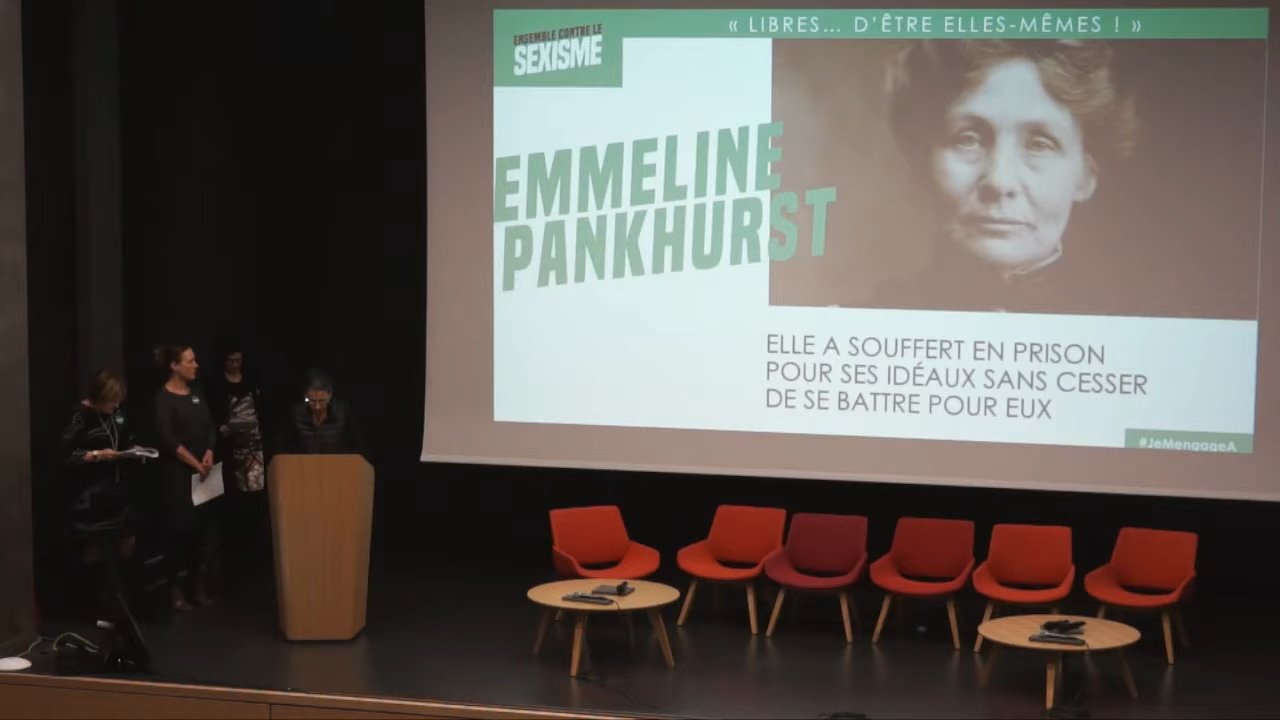 « LIBRES... D'ÊTRE ELLES-MÊMES ! »
ENSEMBLE CONTRE LE
SEXISME
EMMELINE
PANKHURST
ELLE A SOUFFERT EN PRISON
POUR SES IDÉAUX SANS CESSER
DE SE BATTRE POUR EUX
#JeMengageA